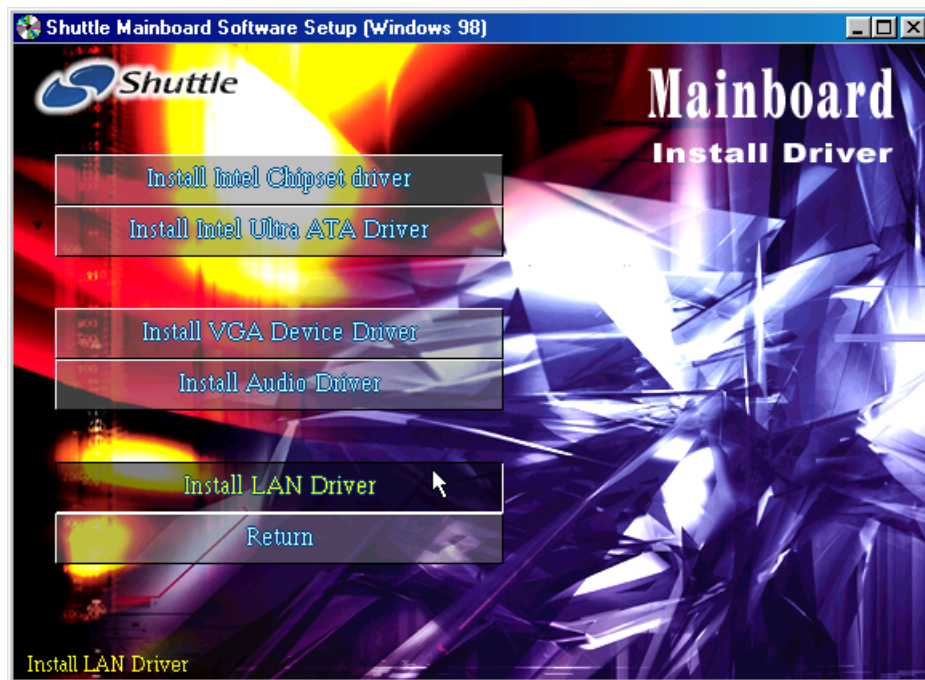 Shuttle Mainboard Software Setup (Windows 98)
Shuttle
Mainboard
Install Driver
Install Intel Chipset driver
Install Intel Ultra ATA Driver
Install VGA Device Driver
Install Audio Driver
Install LAN Driver
Return
Install LAN Driver